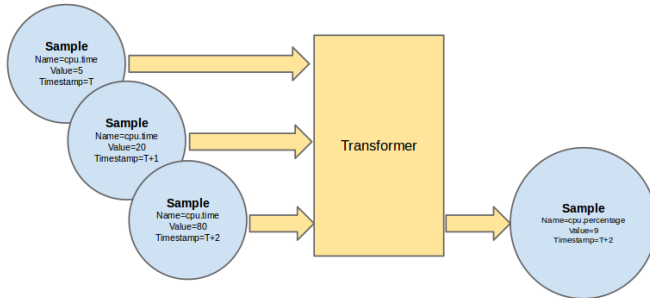 Sample
Name=cpu.time
Value=5
Timestamp=T
Sample
Name=cpu.time
Value=20
Timestamp=T+1
Sample
Name=cpu.time
Value=80
Timestamp=T+2
Transformer
Sample
Name=cpu.percentage
Value=9
Timestamp=T+2